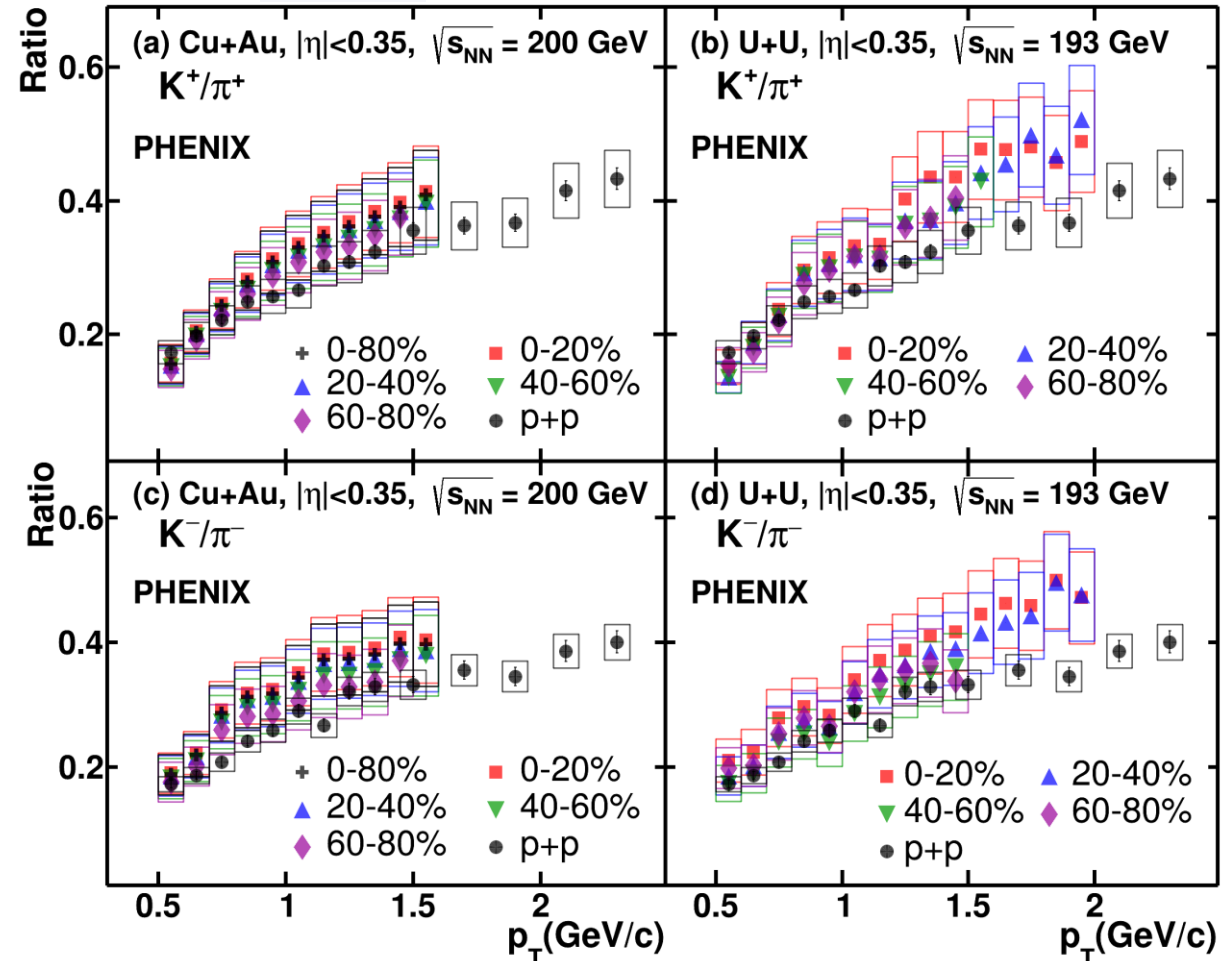 Ratio
(a) Cu+Au, |η|<0.35, √sNN = 200 GeV
K⁺/π⁺
PHENIX
0.6
0.4
0.2
0-80%
0-20%
20-40%
40-60%
60-80%
p+p
(b) U+U, |η|<0.35, √sNN = 193 GeV
K⁺/π⁺
PHENIX
0-20%
20-40%
40-60%
60-80%
p+p
Ratio
(c) Cu+Au, |η|<0.35, √sNN = 200 GeV
K⁻/π⁻
PHENIX
0.6
0.4
0.2
0-80%
0-20%
20-40%
40-60%
60-80%
p+p
0.5 1 1.5 2
pT(GeV/c)
(d) U+U, |η|<0.35, √sNN = 193 GeV
K⁻/π⁻
PHENIX
0-20%
20-40%
40-60%
60-80%
p+p
0.5 1 1.5 2
pT(GeV/c)